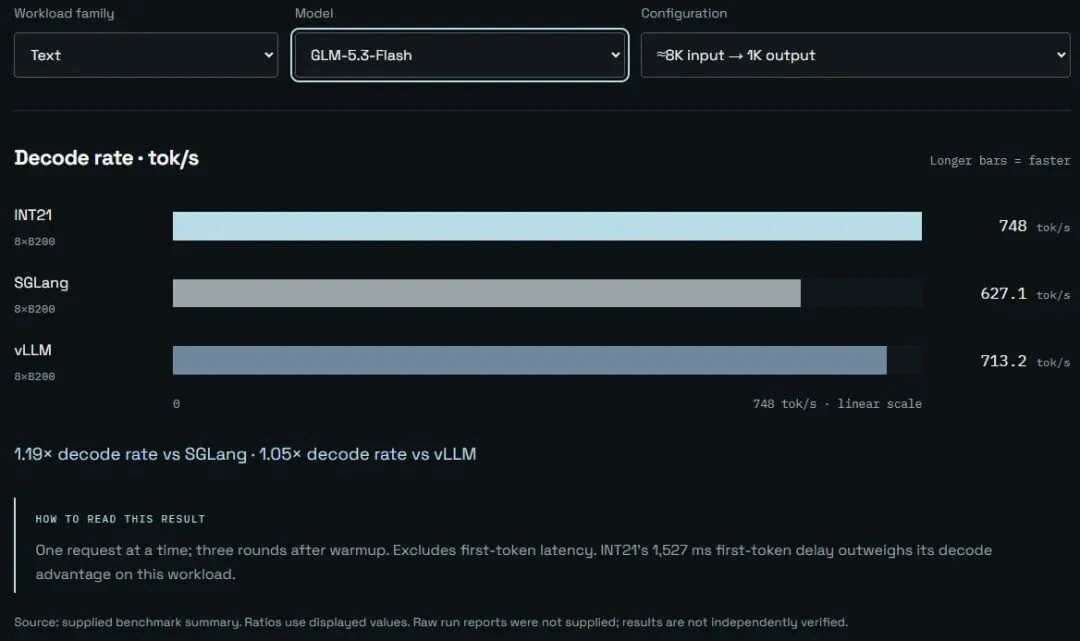 Workload family Model Configuration
Text GLM-5.3-Flash ≈8K input → 1K output
Decode rate · tok/s Longer bars = faster
INT21
8×B200
748 tok/s
SGLang
8×B200
627.1 tok/s
vLLM
8×B200
713.2 tok/s
0 748 tok/s · linear scale
1.19× decode rate vs SGLang · 1.05× decode rate vs vLLM
HOW TO READ THIS RESULT
One request at a time; three rounds after warmup. Excludes first-token latency. INT21's 1,527 ms first-token delay outweighs its decode
advantage on this workload.
Source: supplied benchmark summary. Ratios use displayed values. Raw run reports were not supplied; results are not independently verified.